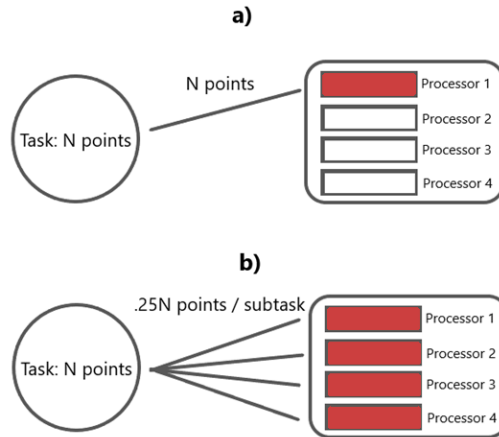 a)
N points
Task: N points
Processor 1
Processor 2
Processor 3
Processor 4
b)
.25N points / subtask
Task: N points
Processor 1
Processor 2
Processor 3
Processor 4